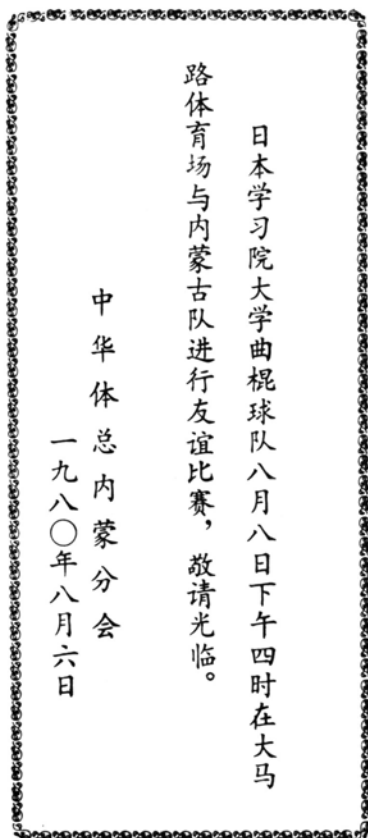 日本学习院大学曲棍球队八月八日下午四时在大马
路体育场与内蒙古队进行友谊比赛，敬请光临。
中华体总内蒙分会
一九八〇年八月六日